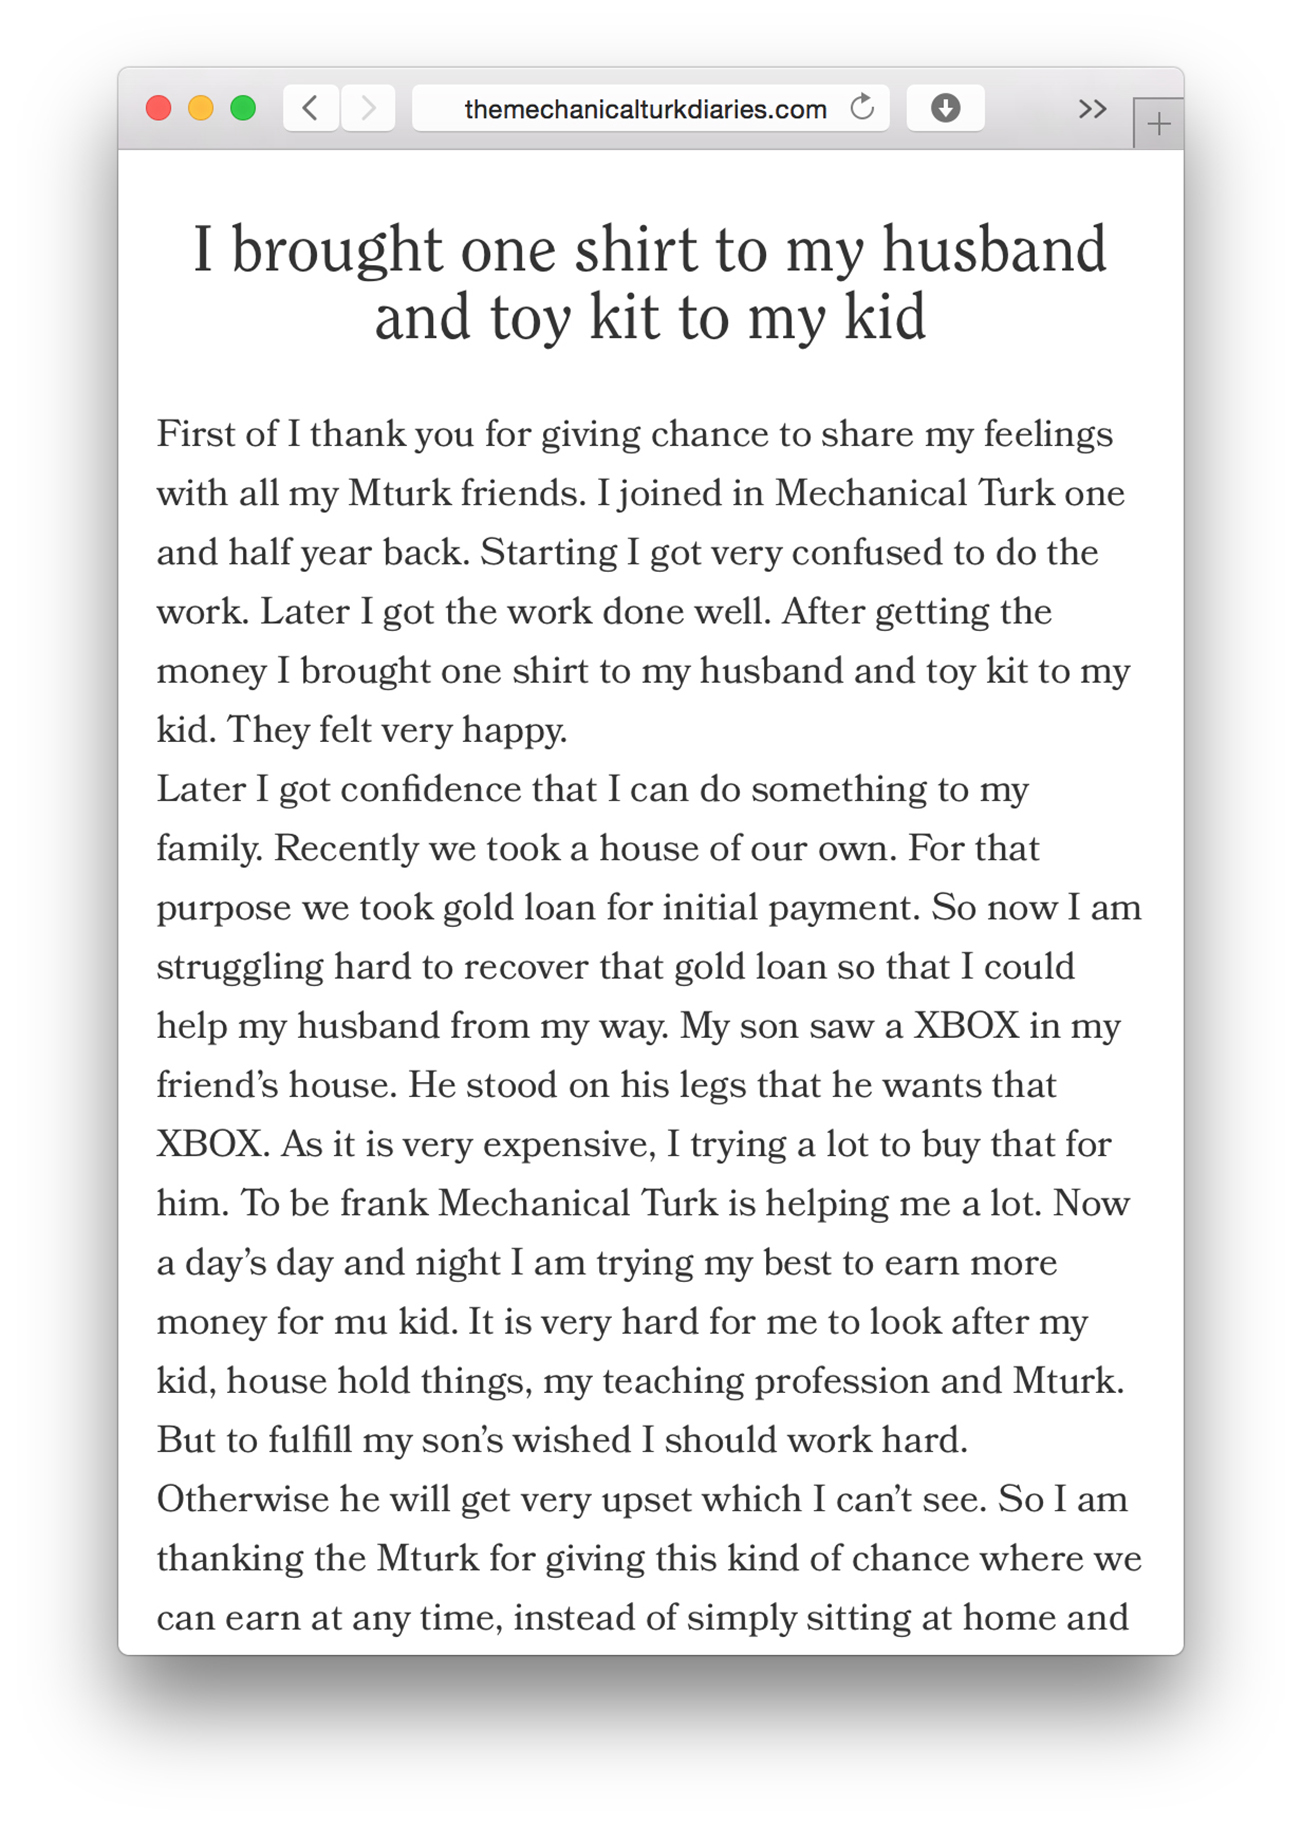 themechanicalturkdiaries.com
I brought one shirt to my husband
and toy kit to my kid
First of I thank you for giving chance to share my feelings
with all my Mturk friends. I joined in Mechanical Turk one
and half year back. Starting I got very confused to do the
work. Later I got the work done well. After getting the
money I brought one shirt to my husband and toy kit to my
kid. They felt very happy.
Later I got confidence that I can do something to my
family. Recently we took a house of our own. For that
purpose we took gold loan for initial payment. So now I am
struggling hard to recover that gold loan so that I could
help my husband from my way. My son saw a XBOX in my
friend’s house. He stood on his legs that he wants that
XBOX. As it is very expensive, I trying a lot to buy that for
him. To be frank Mechanical Turk is helping me a lot. Now
a day’s day and night I am trying my best to earn more
money for mu kid. It is very hard for me to look after my
kid, house hold things, my teaching profession and Mturk.
But to fulfill my son’s wished I should work hard.
Otherwise he will get very upset which I can’t see. So I am
thanking the Mturk for giving this kind of chance where we
can earn at any time, instead of simply sitting at home and